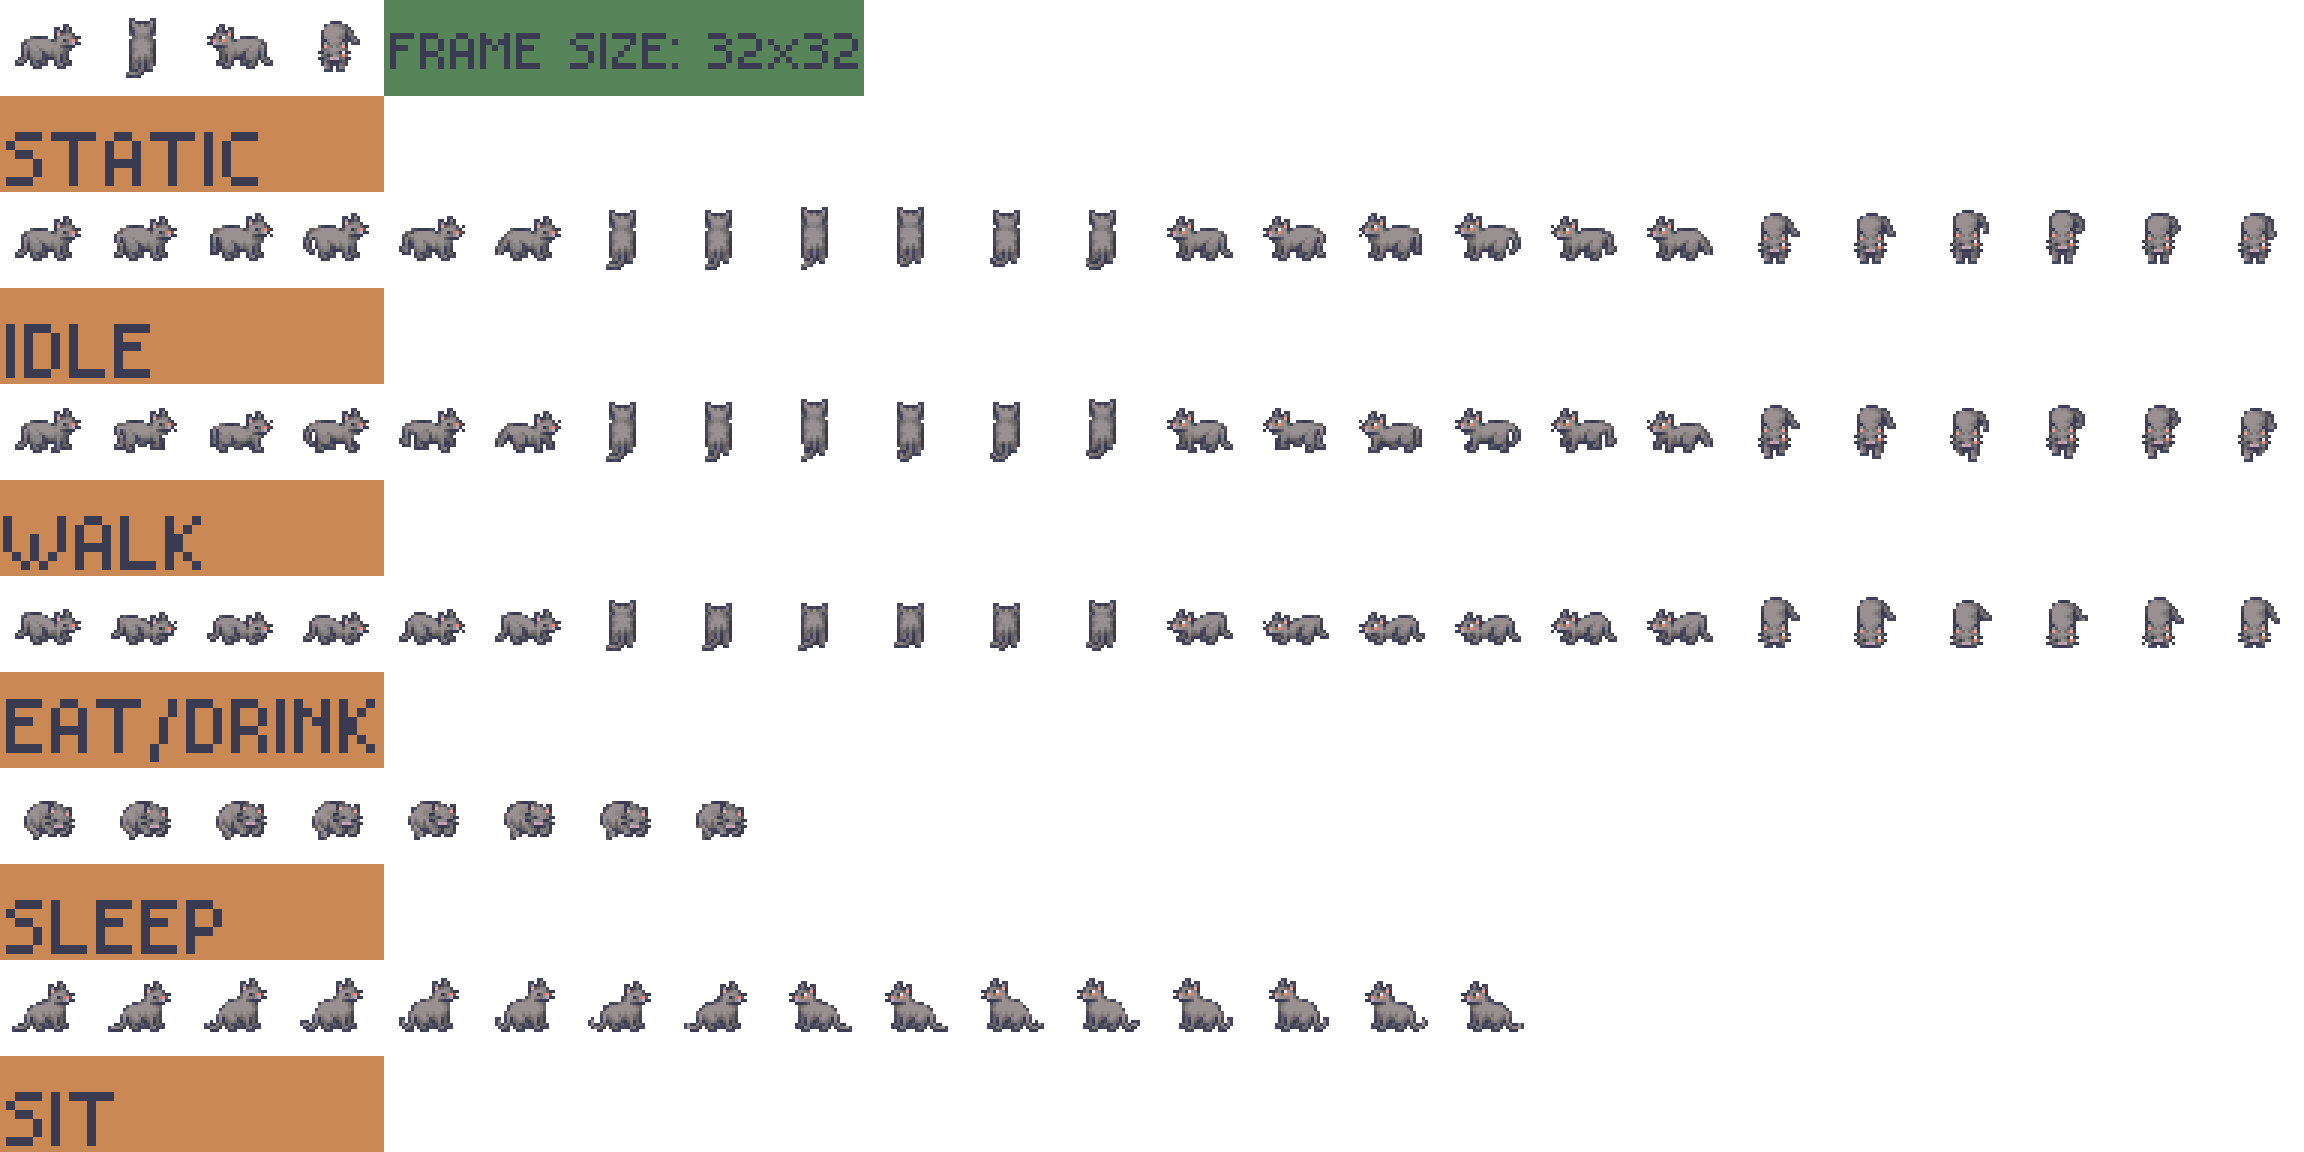 FRAME SIZE: 32x32
STATIC
IDLE
WALK
EAT/DRINK
SLEEP
SIT